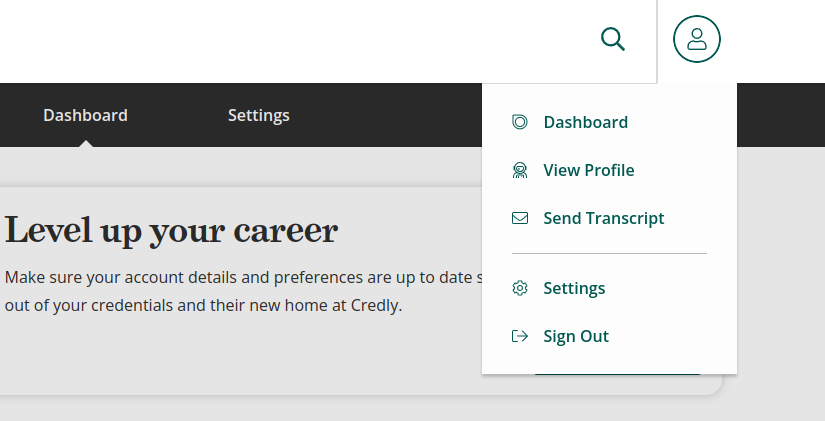 Dashboard
Settings
Dashboard
View Profile
Send Transcript
Settings
Sign Out
Level up your career
Make sure your account details and preferences are up to date
out of your credentials and their new home at Credly.